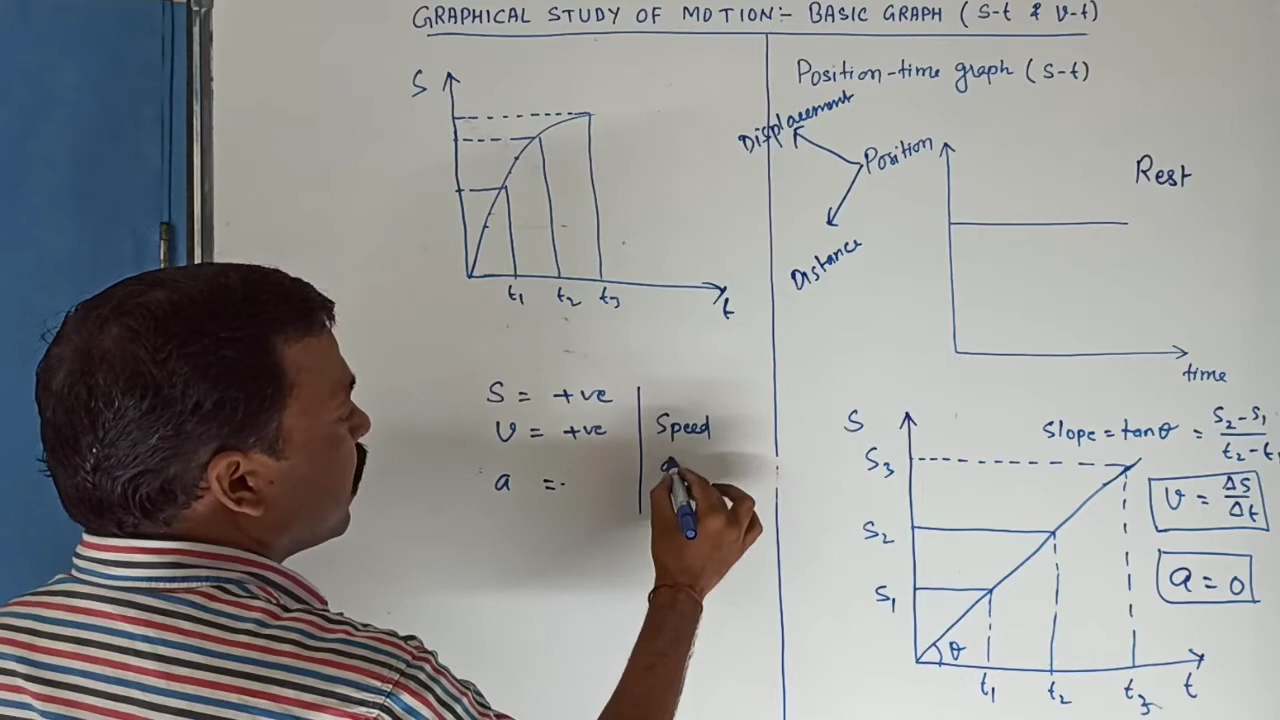 GRAPHICAL STUDY OF MOTION:- BASIC GRAPH (S-t & v-t)
S
t₁ t₂ t₃
t
S = +ve
v = +ve
a =
Speed
Position-time graph (s-t)
Displacement
Position
Distance
Rest
time
S
S₃
S₂
S₁
θ
t₁ t₂ t₃
t
Slope = tanθ = S₂-S₁ / t₂-t₁
v = ΔS / Δt
a = 0